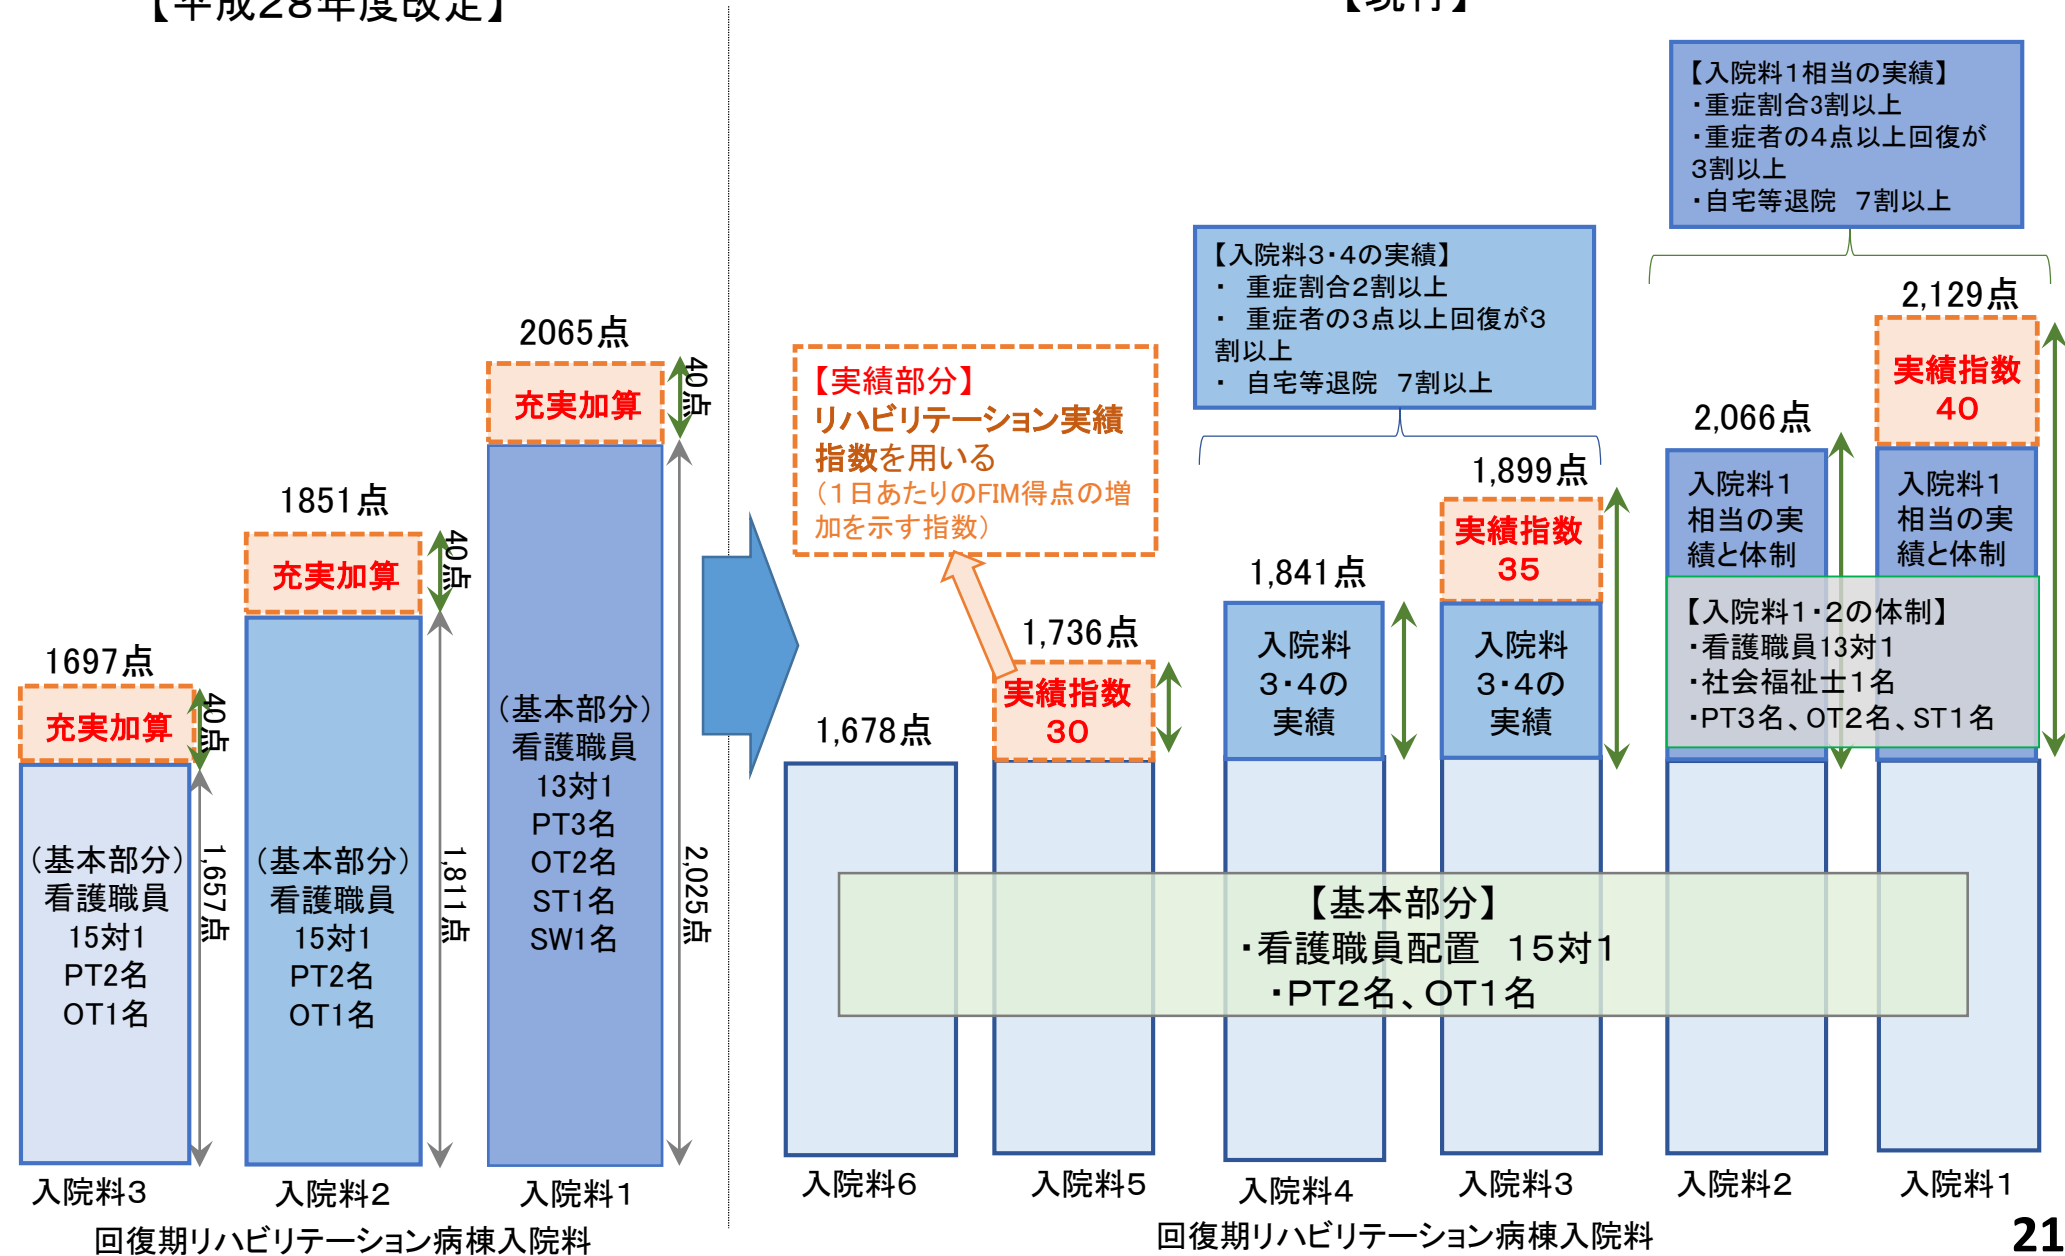 【平成28年度改定】
【現行】
1697点
充実加算
40点
（基本部分）
看護職員
15対1
PT2名
OT1名
1,657点
入院料3
1851点
充実加算
40点
（基本部分）
看護職員
15対1
PT2名
OT1名
1,811点
入院料2
2065点
充実加算
40点
（基本部分）
看護職員
13対1
PT3名
OT2名
ST1名
SW1名
2,025点
入院料1
回復期リハビリテーション病棟入院料
【実績部分】
リハビリテーション実績
指数を用いる
（1日あたりのFIM得点の増
加を示す指数）
【入院料3・4の実績】
・ 重症割合2割以上
・ 重症者の3点以上回復が3
割以上
・ 自宅等退院 7割以上
【入院料1相当の実績】
・重症割合3割以上
・重症者の4点以上回復が
3割以上
・自宅等退院 7割以上
1,678点
1,736点
実績指数
30
1,841点
入院料
3・4の
実績
1,899点
実績指数
35
入院料
3・4の
実績
2,066点
入院料1
相当の実
績と体制
2,129点
実績指数
40
入院料1
相当の実
績と体制
【入院料1・2の体制】
・看護職員13対1
・社会福祉士1名
・PT3名、OT2名、ST1名
【基本部分】
・看護職員配置 15対1
・PT2名、OT1名
入院料6
入院料5
入院料4
入院料3
入院料2
入院料1
回復期リハビリテーション病棟入院料
21